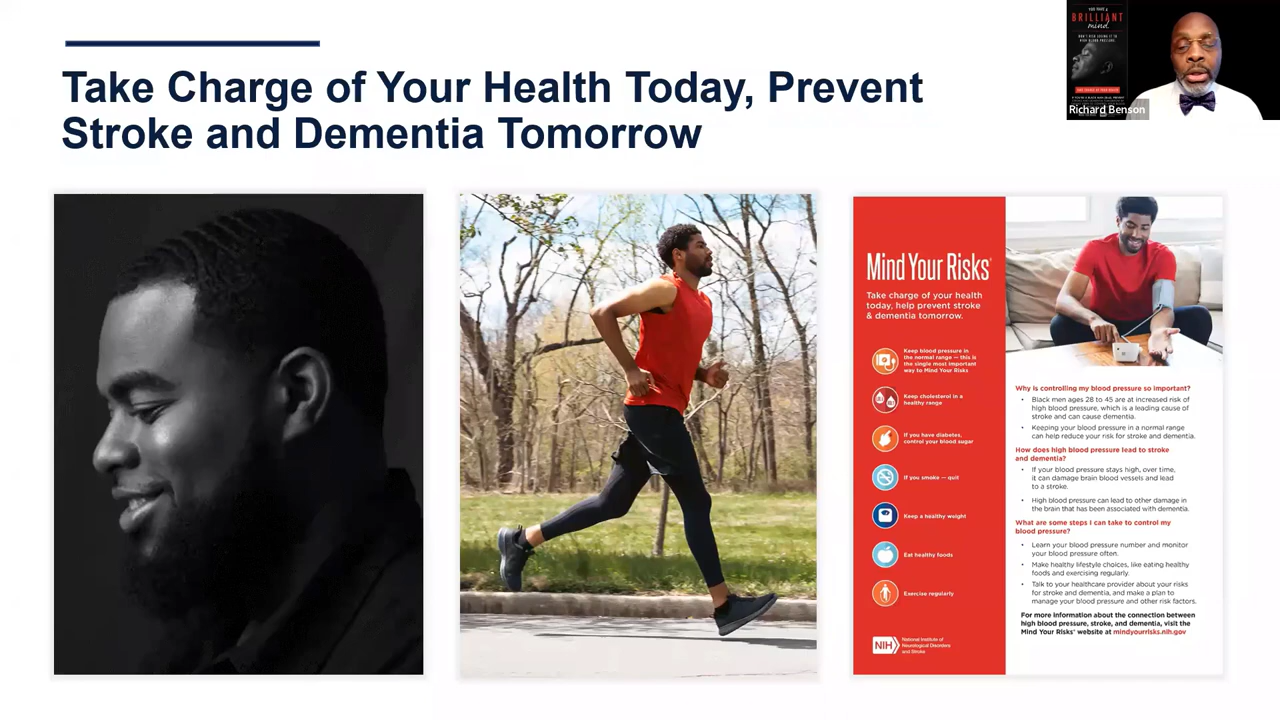 Take Charge of Your Health Today, Prevent
Stroke and Dementia Tomorrow
YOU HAVE A
BRILLIANT
mind.
Richard Benson
Mind Your Risks®
Take charge of your health
today, help prevent stroke
& dementia tomorrow.
Keep blood pressure in
the normal range — this is
the single most important
way to Mind Your Risks
Keep cholesterol in a
healthy range
If you have diabetes,
control your blood sugar
If you smoke — quit
Keep a healthy weight
Eat healthy foods
Exercise regularly
NIH
National Institute of
Neurological Disorders
and Stroke
Why is controlling my blood pressure so important?
• Black men ages 28 to 45 are at increased risk of
high blood pressure, which is a leading cause of
stroke and can cause dementia.
• Keeping your blood pressure in a normal range
can help reduce your risk for stroke and dementia.
How does high blood pressure lead to stroke
and dementia?
• If your blood pressure stays high, over time,
it can damage brain blood vessels and lead
to a stroke.
• High blood pressure can lead to other damage in
the brain that has been associated with dementia.
What are some steps I can take to control my
blood pressure?
• Learn your blood pressure number and monitor
your blood pressure often.
• Make healthy lifestyle choices, like eating healthy
foods and exercising regularly.
• Talk to your healthcare provider about your risks
for stroke and dementia, and make a plan to
manage your blood pressure and other risk factors.
For more information about the connection between
high blood pressure, stroke, and dementia, visit the
Mind Your Risks® website at mindyourrisks.nih.gov